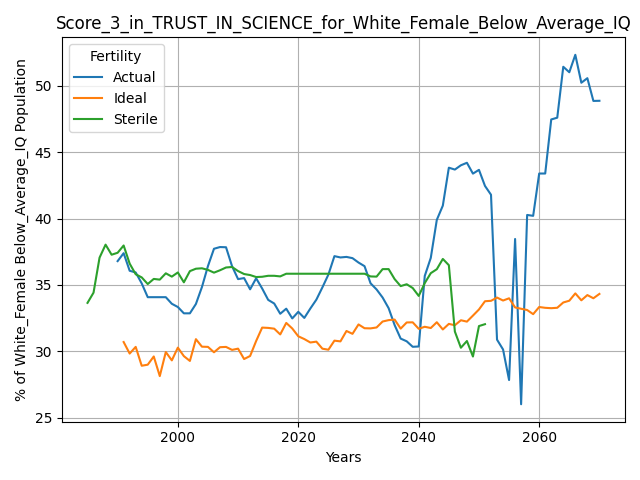 Score_3_in_TRUST_IN_SCIENCE_for_White_Female_Below_Average_IQ
Fertility
Actual
Ideal
Sterile
% of White_Female Below_Average_IQ Population
50
45
40
35
30
25
2000
2020
2040
2060
Years